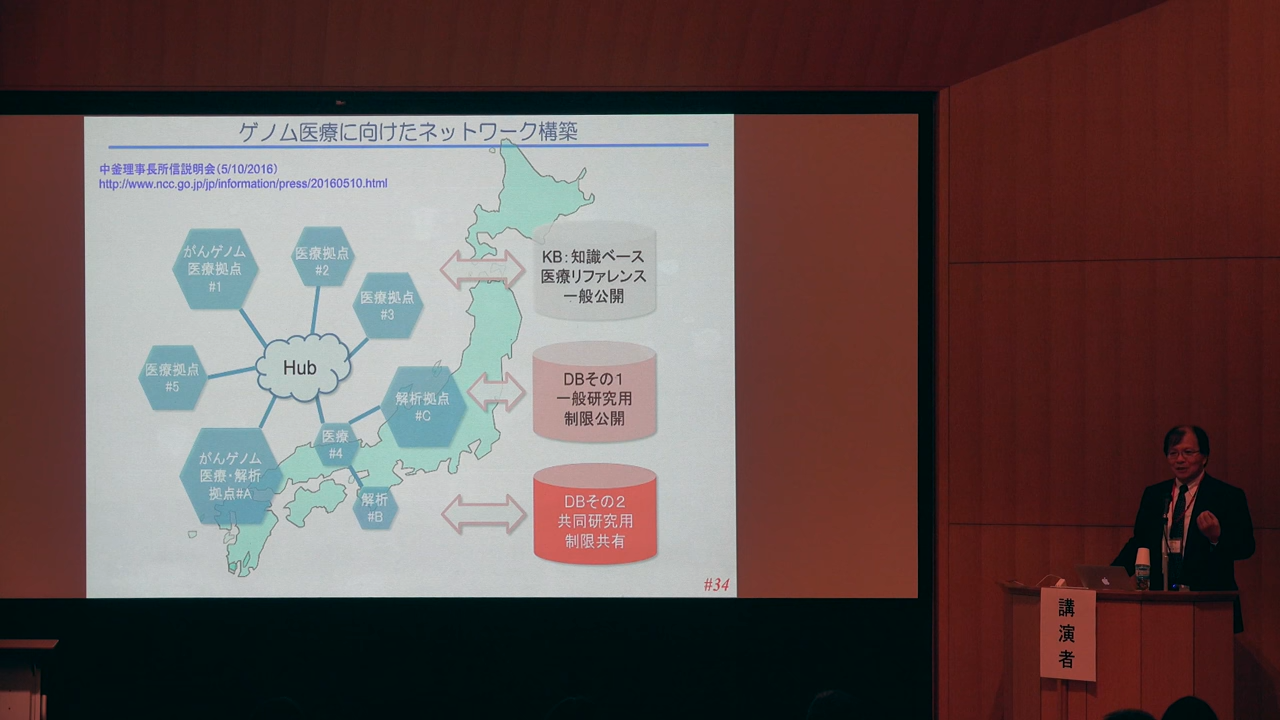 ゲノム医療に向けたネットワーク構築
中釜理事長所信説明会(5/10/2016)
http://www.ncc.go.jp/jp/information/press/20160510.html
がんゲノム
医療拠点
#1
医療拠点
#2
医療拠点
#3
医療拠点
#5
Hub
解析拠点
#C
医療
#4
がんゲノム
医療・解析
拠点#A
解析
#B
KB:知識ベース
医療リファレンス
一般公開
DBその1
一般研究用
制限公開
DBその2
共同研究用
制限共有
#34
講演者